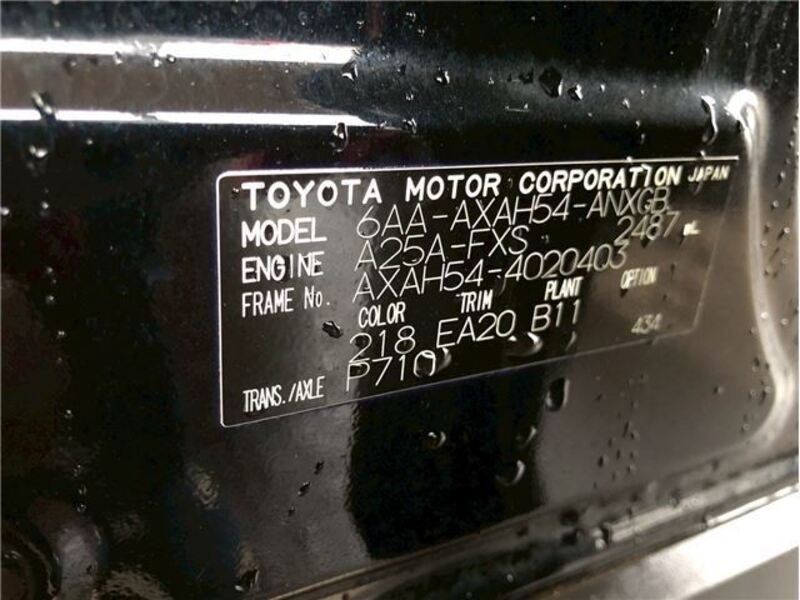 TOYOTA MOTOR CORPORATION JAPAN
MODEL 6AA-AXAH54-ANXGB
ENGINE A25A-FXS 2487 mL
FRAME No. AXAH54-4020403
COLOR TRIM PLANT OPTION
218 EA20 B11 434
TRANS./AXLE P710